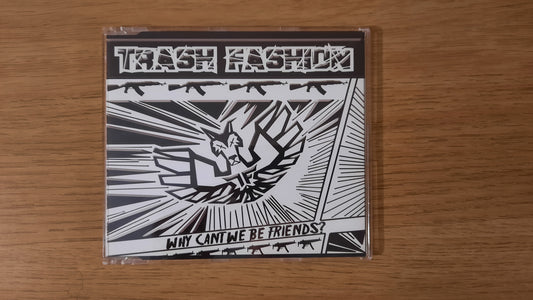 TRASH FASHION
WHY CANT WE BE FRIENDS?